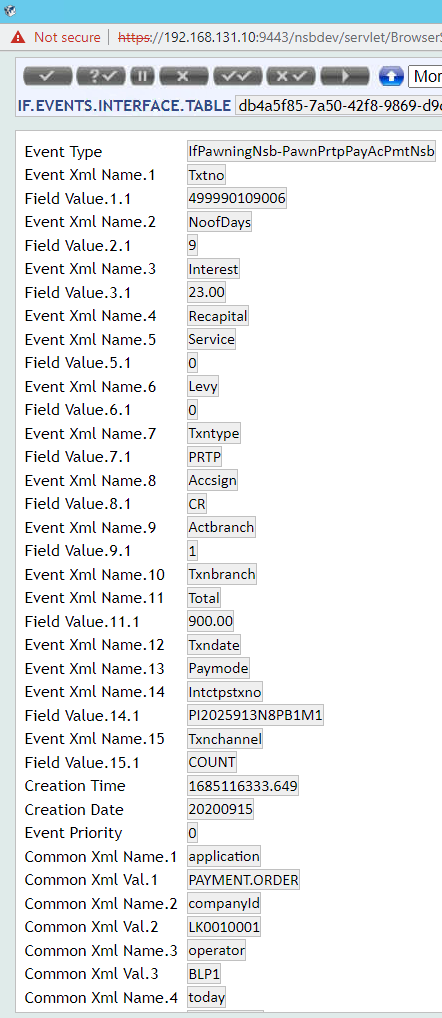 Not secure https://192.168.131.10:9443/nsbdev/servlet/BrowserS
Mor
IF.EVENTS.INTERFACE.TABLE db4a5f85-7a50-42f8-9869-d9
Event Type IfPawningNsb-PawnPrtpPayAcPmtNsb
Event Xml Name.1 Txtno
Field Value.1.1 499990109006
Event Xml Name.2 NoofDays
Field Value.2.1 9
Event Xml Name.3 Interest
Field Value.3.1 23.00
Event Xml Name.4 Recapital
Event Xml Name.5 Service
Field Value.5.1 0
Event Xml Name.6 Levy
Field Value.6.1 0
Event Xml Name.7 Txntype
Field Value.7.1 PRTP
Event Xml Name.8 Accsign
Field Value.8.1 CR
Event Xml Name.9 Actbranch
Field Value.9.1 1
Event Xml Name.10 Txnbranch
Event Xml Name.11 Total
Field Value.11.1 900.00
Event Xml Name.12 Txndate
Event Xml Name.13 Paymode
Event Xml Name.14 Intctpstxno
Field Value.14.1 PI2025913N8PB1M1
Event Xml Name.15 Txnchannel
Field Value.15.1 COUNT
Creation Time 1685116333.649
Creation Date 20200915
Event Priority 0
Common Xml Name.1 application
Common Xml Val.1 PAYMENT.ORDER
Common Xml Name.2 companyId
Common Xml Val.2 LK0010001
Common Xml Name.3 operator
Common Xml Val.3 BLP1
Common Xml Name.4 today